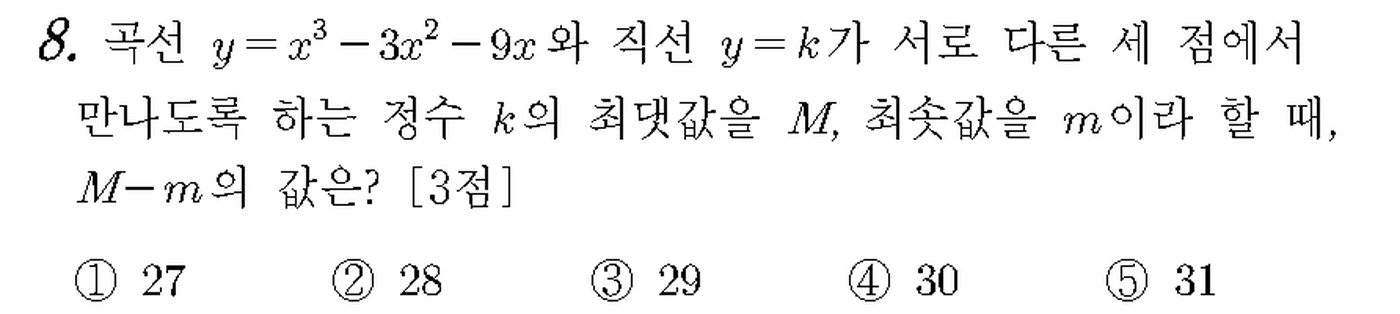 8. 곡선 y=x³-3x²-9x와 직선 y=k가 서로 다른 세 점에서
만나도록 하는 정수 k의 최댓값을 M, 최솟값을 m이라 할 때,
M-m의 값은? [3점]
① 27 ② 28 ③ 29 ④ 30 ⑤ 31